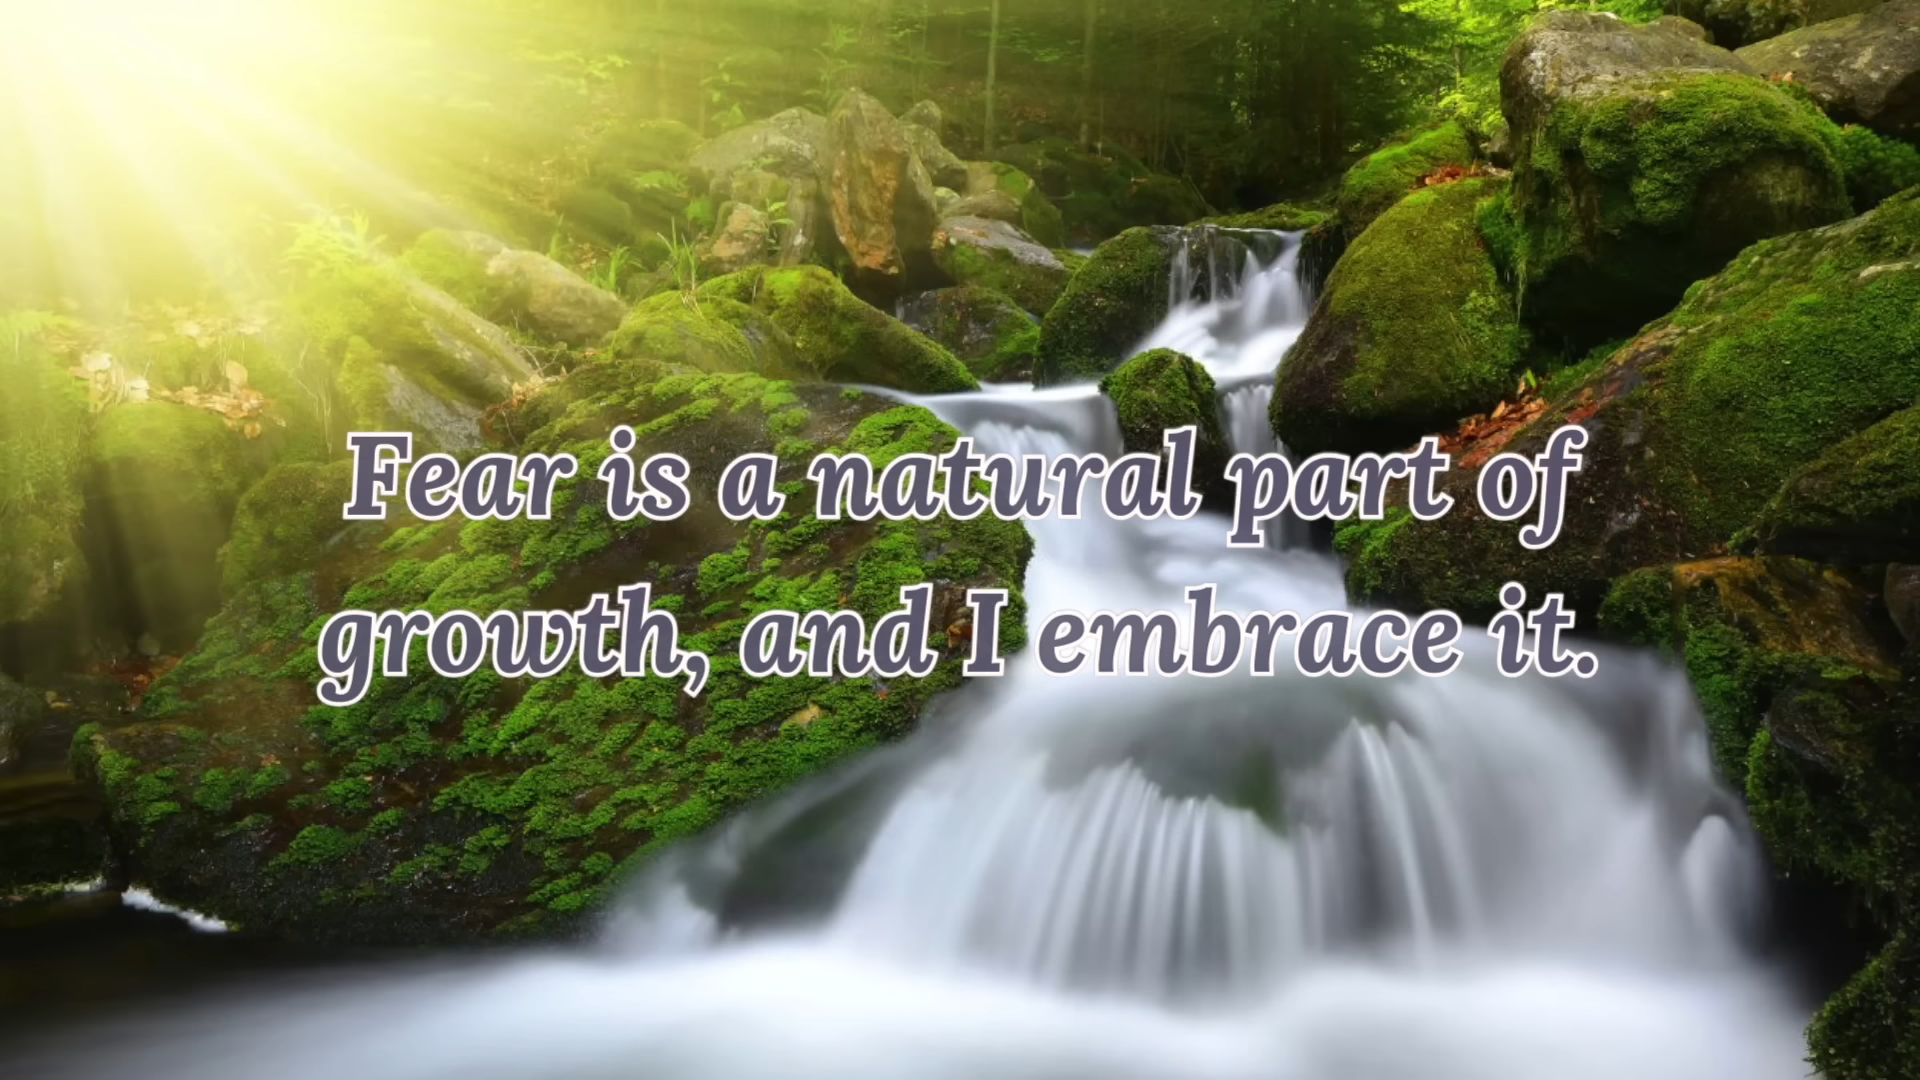 Fear is a natural part of
growth, and I embrace it.